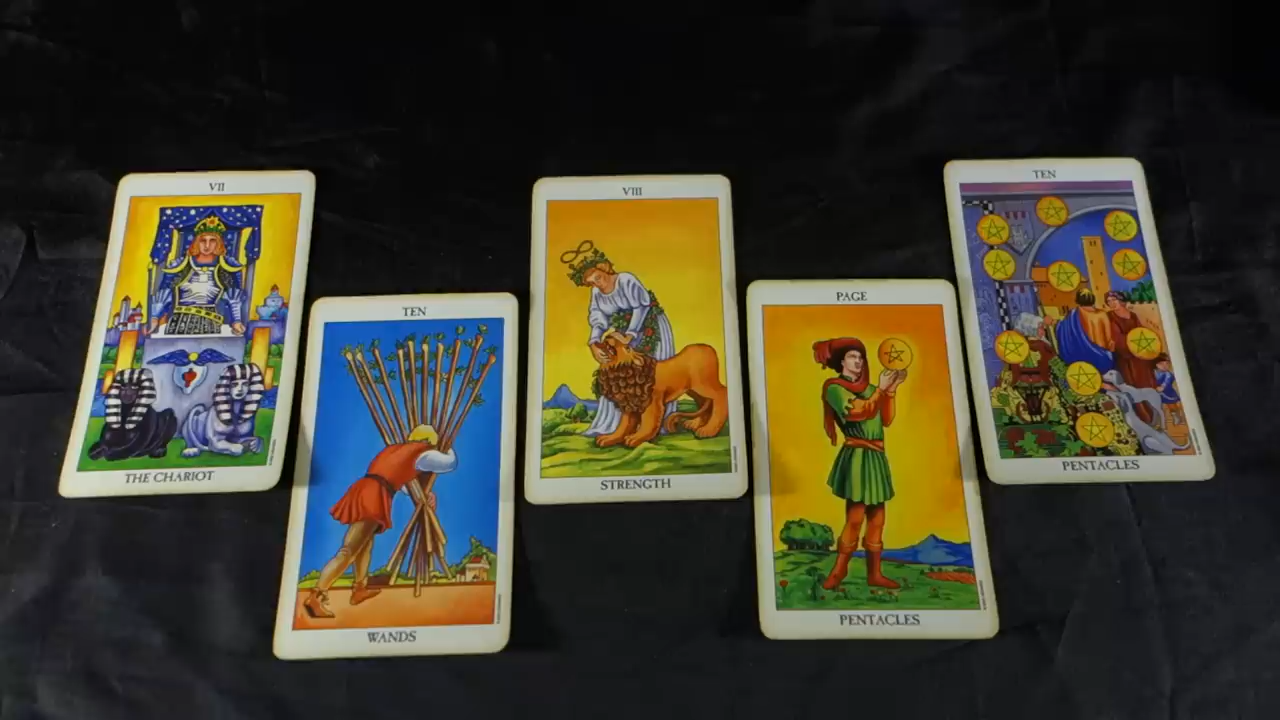 VII
THE CHARIOT
TEN
WANDS
VIII
STRENGTH
PAGE
PENTACLES
TEN
PENTACLES